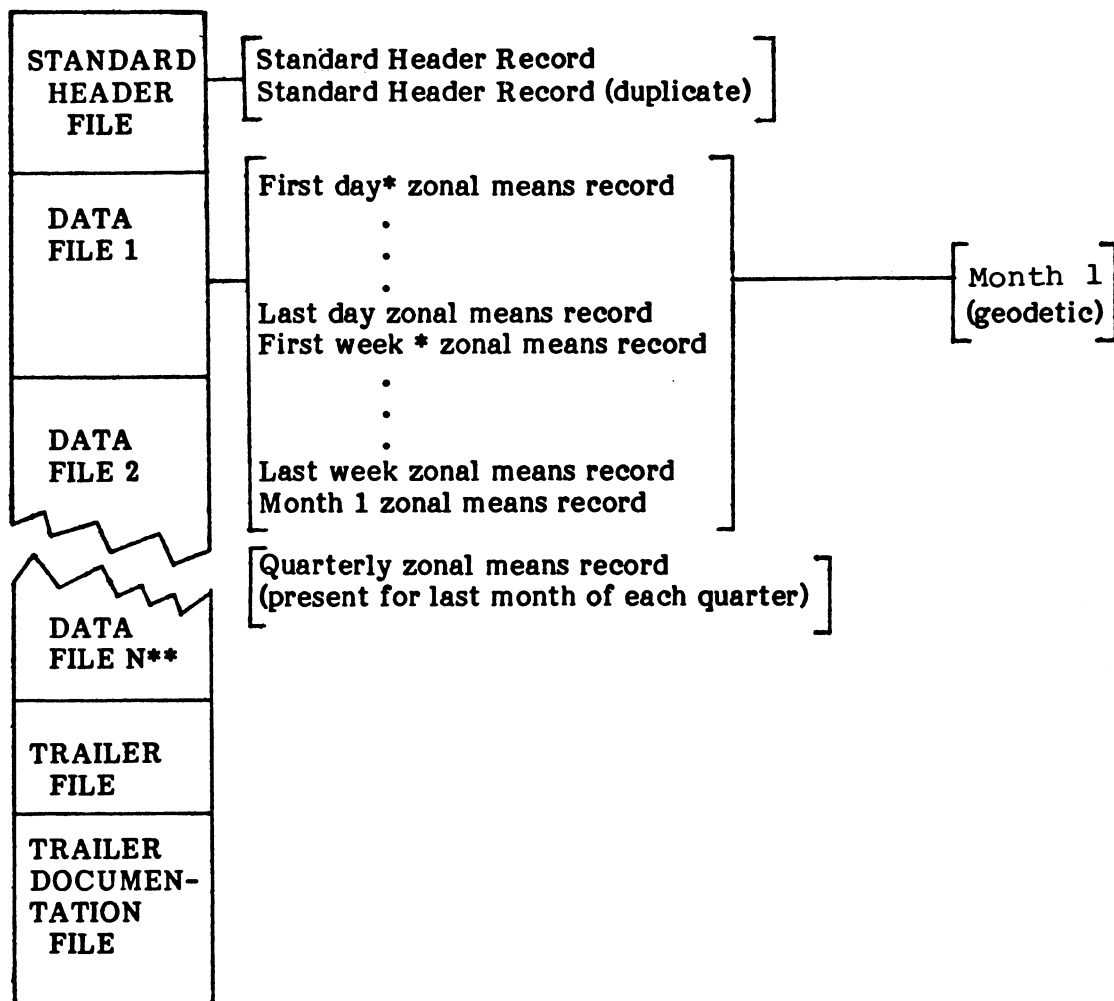 STANDARD
HEADER
FILE
Standard Header Record
Standard Header Record (duplicate)
DATA
FILE 1
First day* zonal means record
.
.
.
Last day zonal means record
First week * zonal means record
.
.
.
Last week zonal means record
Month 1 zonal means record
Month 1
(geodetic)
DATA
FILE 2
Quarterly zonal means record
(present for last month of each quarter)
DATA
FILE N**
TRAILER
FILE
TRAILER
DOCUMEN-
TATION
FILE